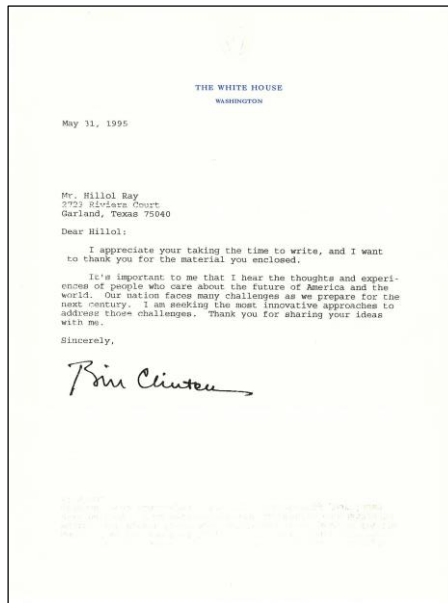 THE WHITE HOUSE
WASHINGTON
May 31, 1995
Mr. Hillol Ray
2723 Riviera Court
Garland, Texas 75040
Dear Hillol:
I appreciate your taking the time to write, and I want
to thank you for the material you enclosed.
It's important to me that I hear the thoughts and experi-
ences of people who care about the future of America and the
world. Our nation faces many challenges as we prepare for the
next century. I am seeking the most innovative approaches to
address those challenges. Thank you for sharing your ideas
with me.
Sincerely,
Bill Clinton